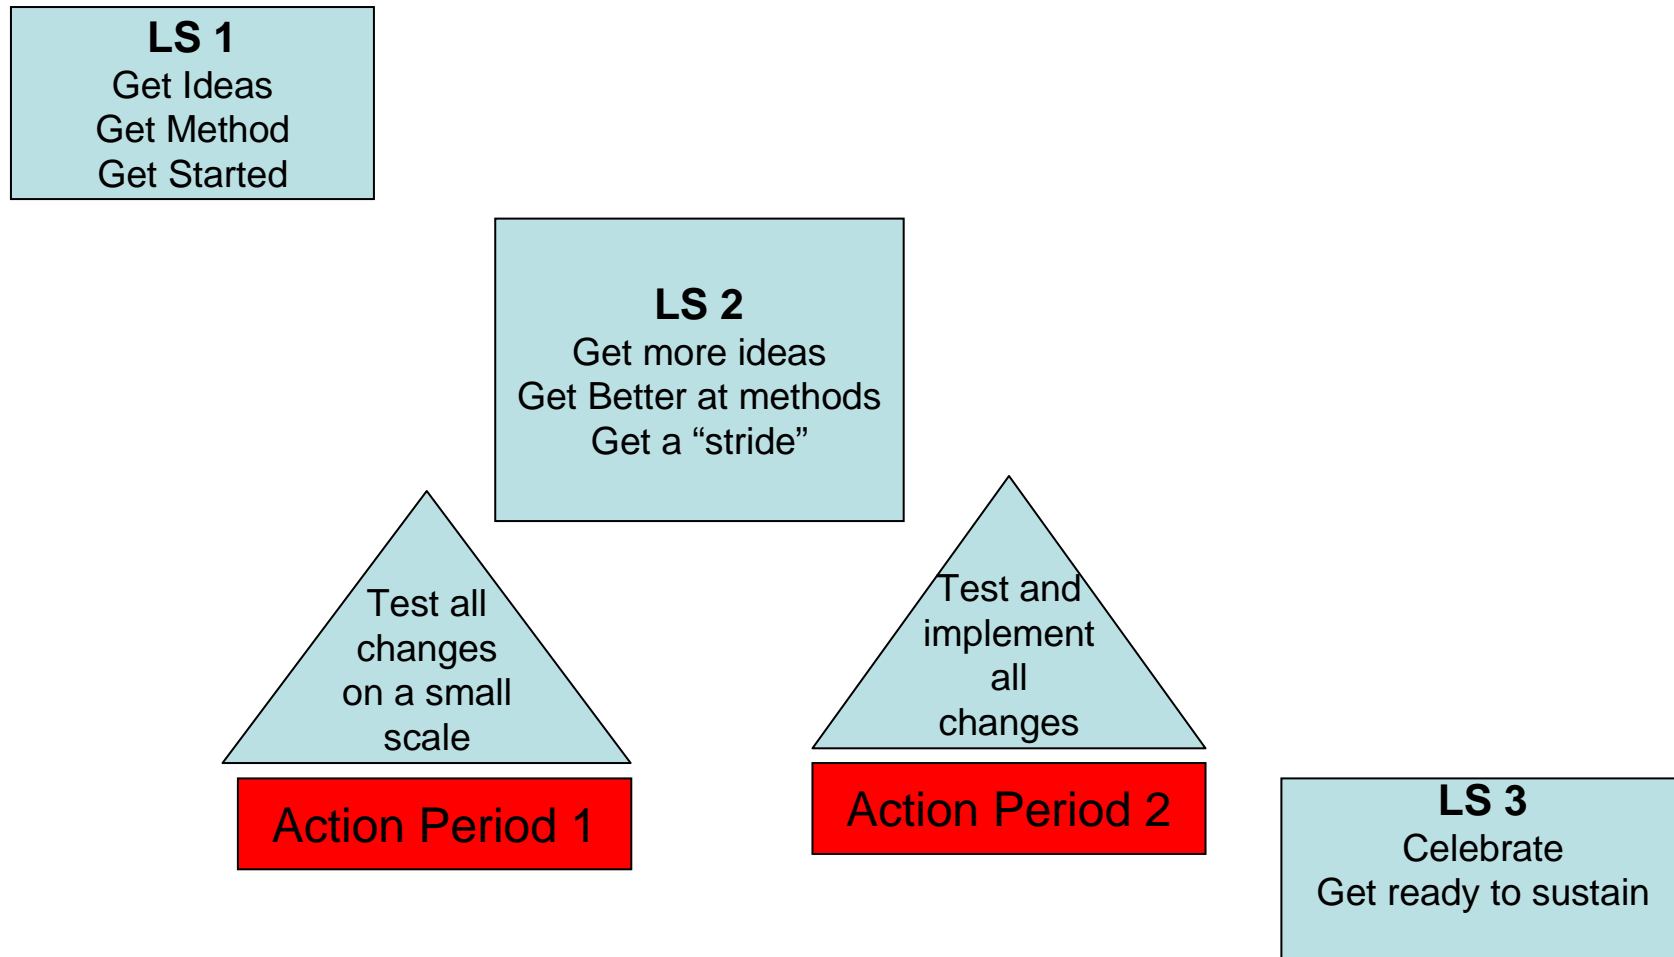 LS 1
Get Ideas
Get Method
Get Started
LS 2
Get more ideas
Get Better at methods
Get a “stride”
Test all
changes
on a small
scale
Action Period 1
Test and
implement
all
changes
Action Period 2
LS 3
Celebrate
Get ready to sustain